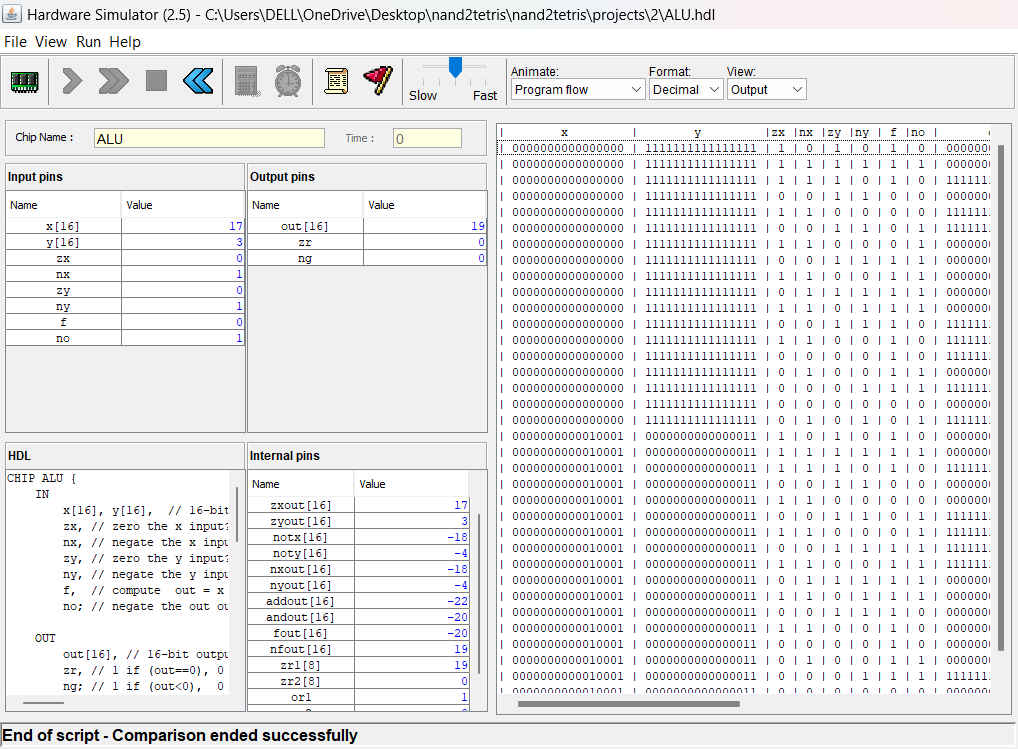 Hardware Simulator (2.5) - C:\Users\DELL\OneDrive\Desktop\nand2tetris\nand2tetris\projects\2\ALU.hdl
File View Run Help
Slow Fast
Animate: Format: View:
Program flow Decimal Output
Chip Name : ALU Time : 0
Input pins
Name Value
x[16] 17
y[16] 3
zx 0
nx 1
zy 0
ny 1
f 0
no 1
Output pins
Name Value
out[16] 19
zr 0
ng 0
HDL
CHIP ALU {
IN
x[16], y[16], // 16-bit
zx, // zero the x input?
nx, // negate the x inpu
zy, // zero the y input?
ny, // negate the y inpu
f, // compute out = x
no; // negate the out ou
OUT
out[16], // 16-bit outpu
zr, // 1 if (out==0), 0
ng; // 1 if (out<0), 0
Internal pins
Name Value
zxout[16] 17
zyout[16] 3
notx[16] -18
noty[16] -4
nxout[16] -18
nyout[16] -4
addout[16] -22
andout[16] -20
fout[16] -20
nfout[16] 19
zr1[8] 19
zr2[8] 0
or1 1
| x | y |zx |nx |zy |ny | f |no |
| 0000000000000000 | 1111111111111111 | 1 | 0 | 1 | 0 | 1 | 0 | 000000
| 0000000000000000 | 1111111111111111 | 1 | 1 | 1 | 1 | 1 | 1 | 000000
| 0000000000000000 | 1111111111111111 | 1 | 1 | 1 | 0 | 1 | 0 | 111111
| 0000000000000000 | 1111111111111111 | 0 | 0 | 1 | 1 | 0 | 0 | 000000
| 0000000000000000 | 1111111111111111 | 1 | 1 | 0 | 0 | 0 | 0 | 111111
| 0000000000000000 | 1111111111111111 | 0 | 0 | 1 | 1 | 0 | 1 | 111111
| 0000000000000000 | 1111111111111111 | 1 | 1 | 0 | 0 | 0 | 1 | 000000
| 0000000000000000 | 1111111111111111 | 0 | 0 | 1 | 1 | 1 | 1 | 000000
| 0000000000000000 | 1111111111111111 | 1 | 1 | 0 | 0 | 1 | 1 | 000000
| 0000000000000000 | 1111111111111111 | 0 | 1 | 1 | 1 | 1 | 1 | 000000
| 0000000000000000 | 1111111111111111 | 1 | 1 | 0 | 1 | 1 | 1 | 000000
| 0000000000000000 | 1111111111111111 | 0 | 0 | 1 | 1 | 1 | 0 | 111111
| 0000000000000000 | 1111111111111111 | 1 | 1 | 0 | 0 | 1 | 0 | 111111
| 0000000000000000 | 1111111111111111 | 0 | 0 | 0 | 0 | 1 | 0 | 111111
| 0000000000000000 | 1111111111111111 | 0 | 1 | 0 | 0 | 1 | 1 | 000000
| 0000000000000000 | 1111111111111111 | 0 | 0 | 0 | 1 | 1 | 1 | 111111
| 0000000000000000 | 1111111111111111 | 0 | 0 | 0 | 0 | 0 | 0 | 000000
| 0000000000000000 | 1111111111111111 | 0 | 1 | 0 | 1 | 0 | 1 | 111111
| 0000000000010001 | 0000000000000011 | 1 | 0 | 1 | 0 | 1 | 0 | 000000
| 0000000000010001 | 0000000000000011 | 1 | 1 | 1 | 1 | 1 | 1 | 000000
| 0000000000010001 | 0000000000000011 | 1 | 1 | 1 | 0 | 1 | 0 | 111111
| 0000000000010001 | 0000000000000011 | 0 | 0 | 1 | 1 | 0 | 0 | 000000
| 0000000000010001 | 0000000000000011 | 1 | 1 | 0 | 0 | 0 | 0 | 000000
| 0000000000010001 | 0000000000000011 | 0 | 0 | 1 | 1 | 0 | 1 | 111111
| 0000000000010001 | 0000000000000011 | 1 | 1 | 0 | 0 | 0 | 1 | 111111
| 0000000000010001 | 0000000000000011 | 0 | 0 | 1 | 1 | 1 | 1 | 111111
| 0000000000010001 | 0000000000000011 | 1 | 1 | 0 | 0 | 1 | 1 | 111111
| 0000000000010001 | 0000000000000011 | 0 | 1 | 1 | 1 | 1 | 1 | 000000
| 0000000000010001 | 0000000000000011 | 1 | 1 | 0 | 1 | 1 | 1 | 000000
| 0000000000010001 | 0000000000000011 | 0 | 0 | 1 | 1 | 1 | 0 | 000000
| 0000000000010001 | 0000000000000011 | 1 | 1 | 0 | 0 | 1 | 0 | 000000
| 0000000000010001 | 0000000000000011 | 0 | 0 | 0 | 0 | 1 | 0 | 000000
| 0000000000010001 | 0000000000000011 | 0 | 1 | 0 | 0 | 1 | 1 | 000000
| 0000000000010001 | 0000000000000011 | 0 | 0 | 0 | 1 | 1 | 1 | 111111
End of script - Comparison ended successfully